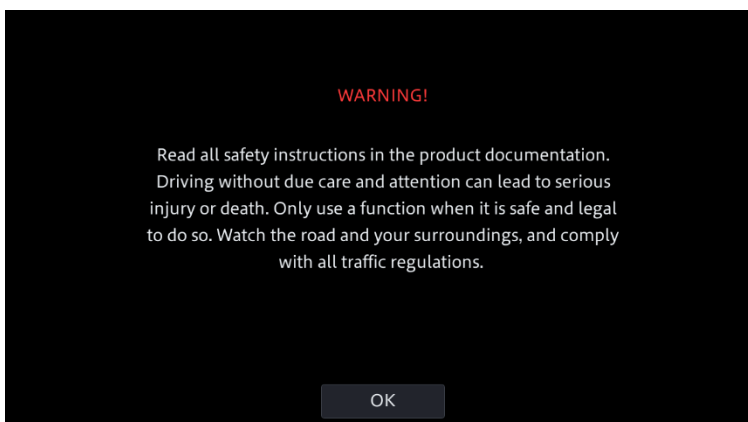 WARNING!
Read all safety instructions in the product documentation.
Driving without due care and attention can lead to serious
injury or death. Only use a function when it is safe and legal
to do so. Watch the road and your surroundings, and comply
with all traffic regulations.
OK